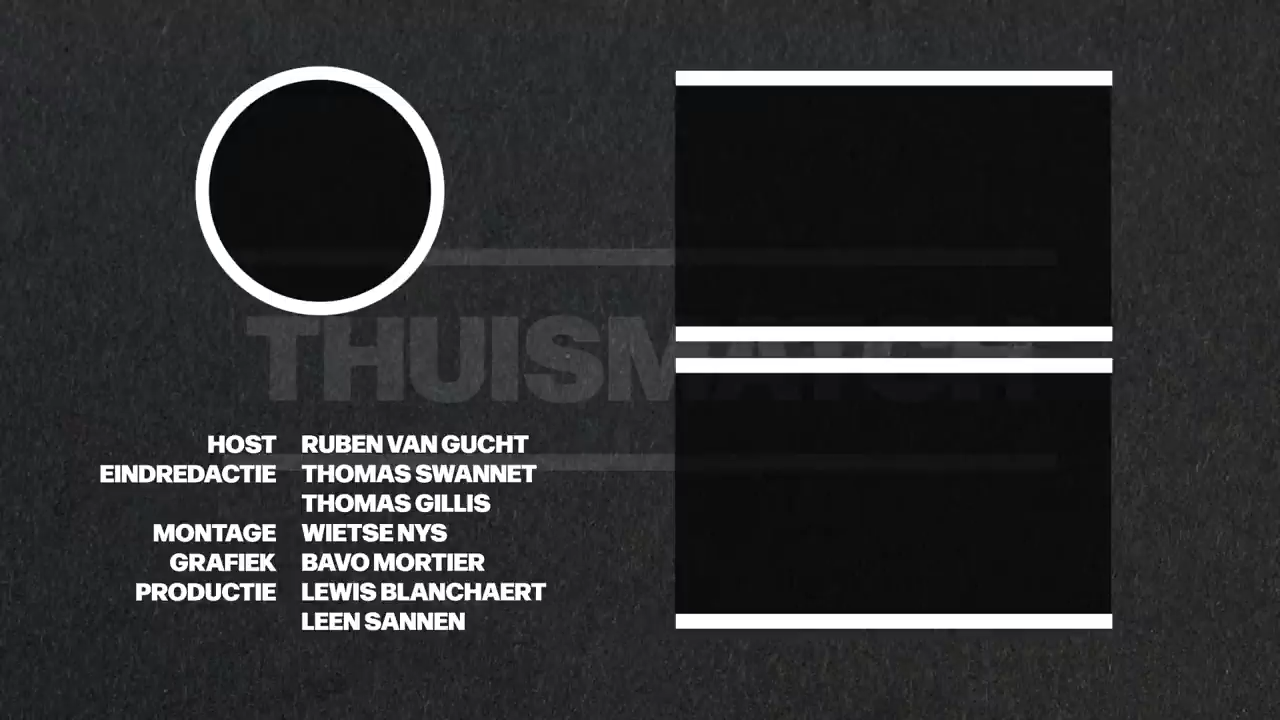 THUISMATCH
HOST RUBEN VAN GUCHT
EINDREDACTIE THOMAS SWANNET
THOMAS GILLIS
MONTAGE WIETSE NYS
GRAFIEK BAVO MORTIER
PRODUCTIE LEWIS BLANCHAERT
LEEN SANNEN